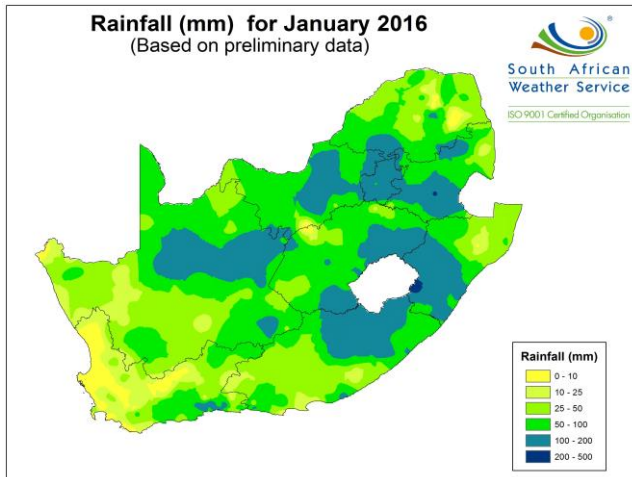 Rainfall (mm) for January 2016
(Based on preliminary data)
®
South African
Weather Service
ISO 9001 Certified Organisation
Rainfall (mm)
0 - 10
10 - 25
25 - 50
50 - 100
100 - 200
200 - 500